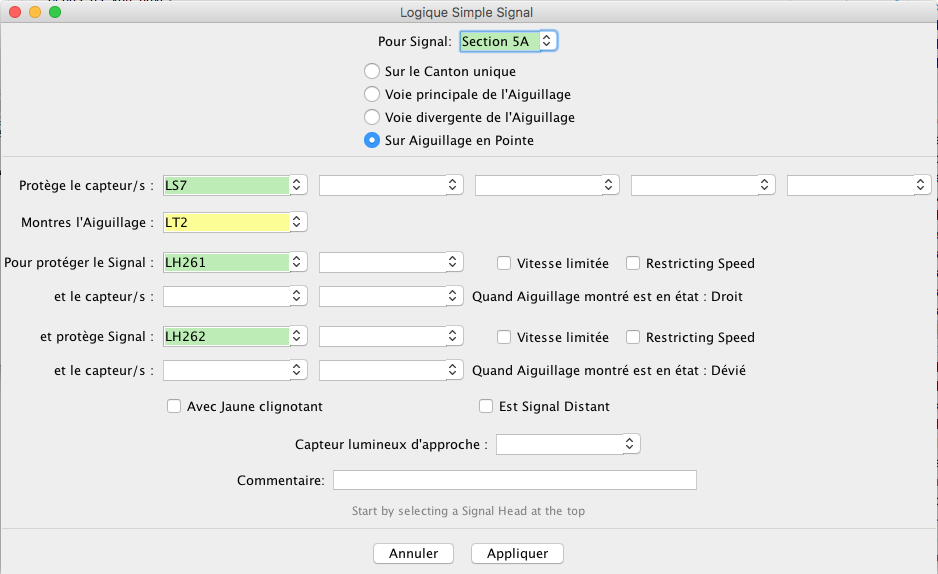 Logique Simple Signal
Pour Signal: Section 5A
Sur le Canton unique
Voie principale de l'Aiguillage
Voie divergente de l'Aiguillage
Sur Aiguillage en Pointe
Protège le capteur/s : LS7
Montres l'Aiguillage : LT2
Pour protéger le Signal : LH261 Vitesse limitée Restricting Speed
et le capteur/s : Quand Aiguillage montré est en état : Droit
et protège Signal : LH262 Vitesse limitée Restricting Speed
et le capteur/s : Quand Aiguillage montré est en état : Dévié
Avec Jaune clignotant Est Signal Distant
Capteur lumineux d'approche :
Commentaire:
Start by selecting a Signal Head at the top
Annuler Appliquer